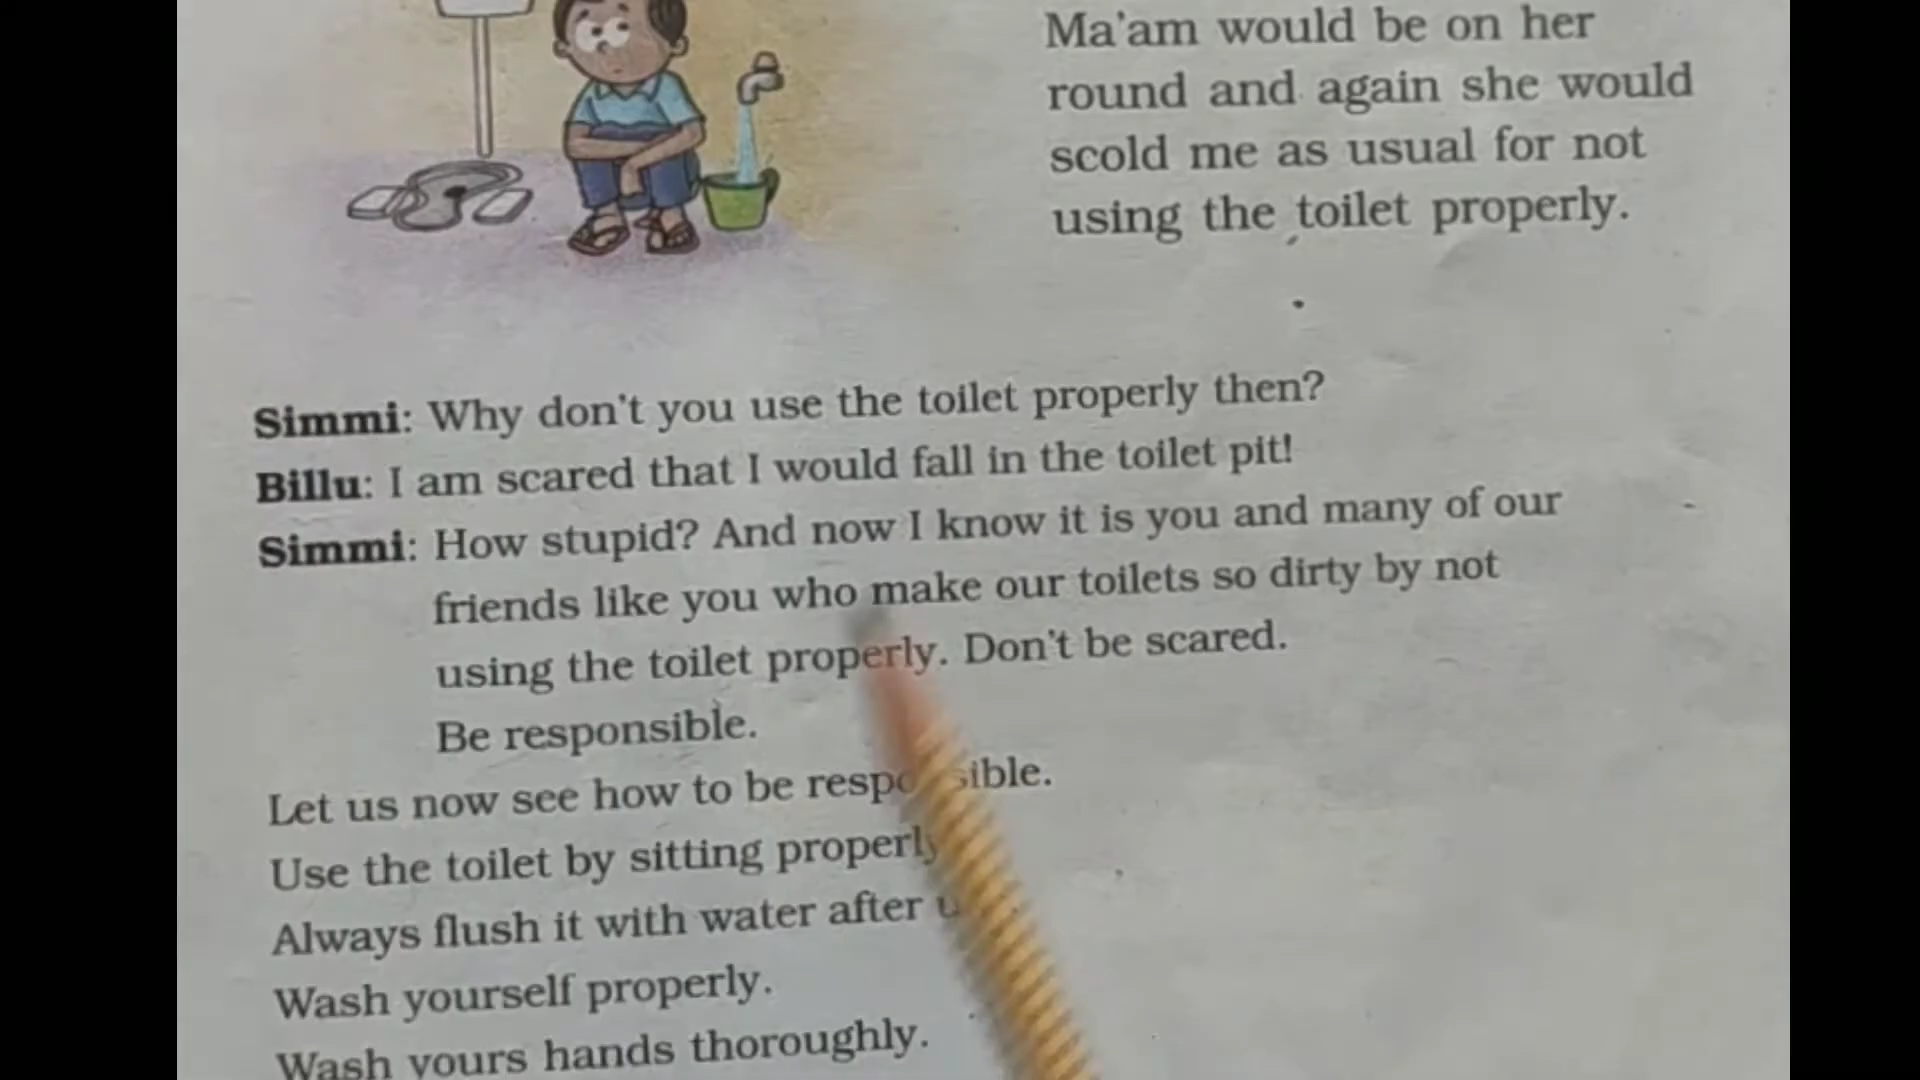 Ma'am would be on her
round and again she would
scold me as usual for not
using the toilet properly.
Simmi: Why don't you use the toilet properly then?
Billu: I am scared that I would fall in the toilet pit!
Simmi: How stupid? And now I know it is you and many of our
friends like you who make our toilets so dirty by not
using the toilet properly. Don't be scared.
Be responsible.
Let us now see how to be responsible.
Use the toilet by sitting properly
Always flush it with water after
Wash yourself properly.
Wash yours hands thoroughly.